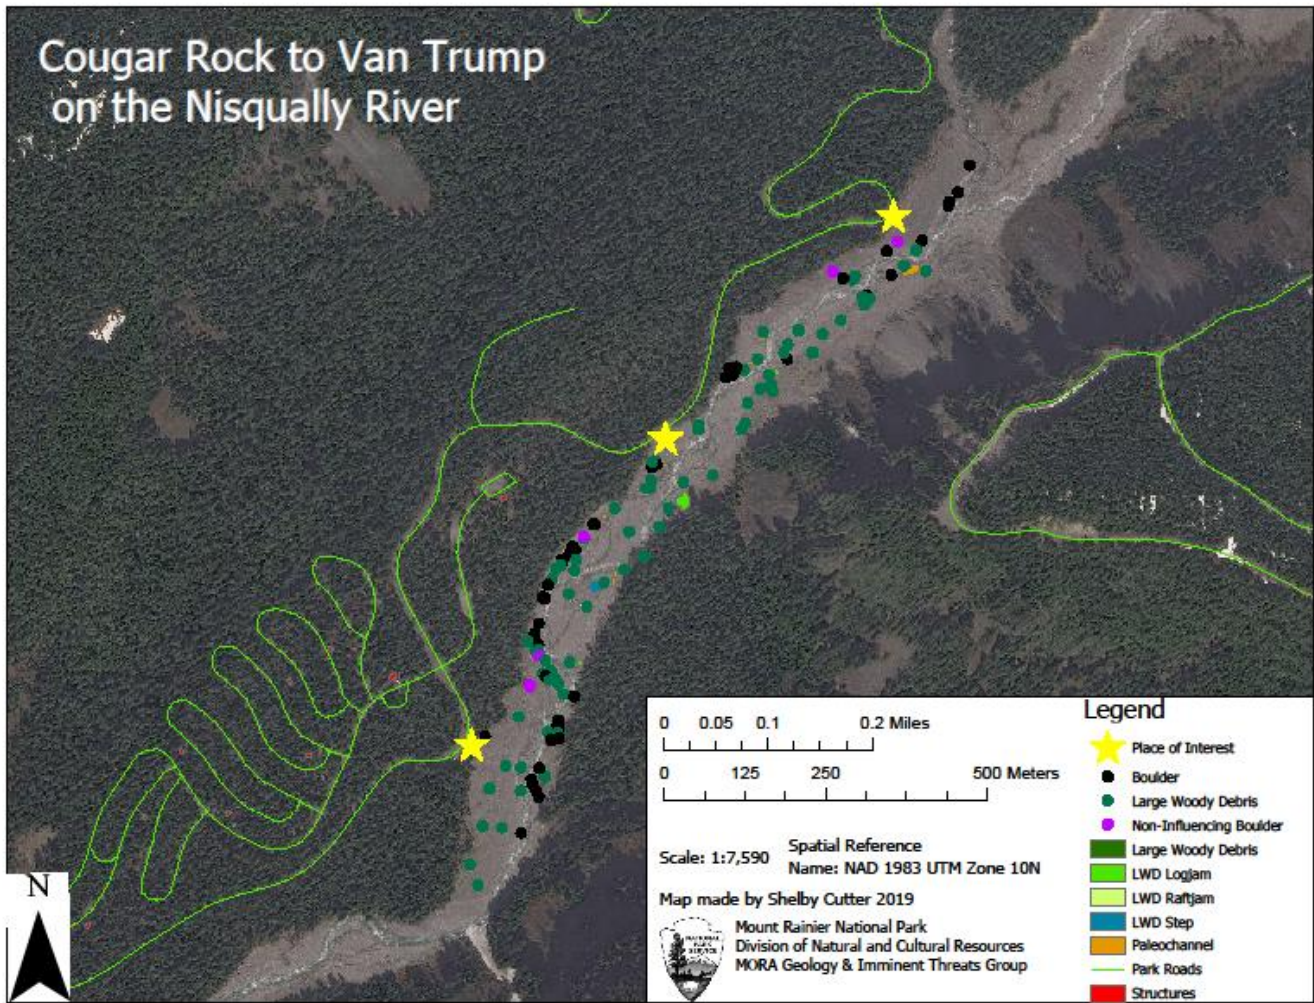 Cougar Rock to Van Trump
on the Nisqually River
0 0.05 0.1 0.2 Miles
0 125 250 500 Meters
Scale: 1:7,590
Spatial Reference
Name: NAD 1983 UTM Zone 10N
Map made by Shelby Cutter 2019
NATIONAL
PARK
SERVICE
Mount Rainier National Park
Division of Natural and Cultural Resources
MORA Geology & Imminent Threats Group
Legend
Place of Interest
Boulder
Large Woody Debris
Non-Influencing Boulder
Large Woody Debris
LWD Logjam
LWD Raftjam
LWD Step
Paleochannel
Park Roads
Structures
N